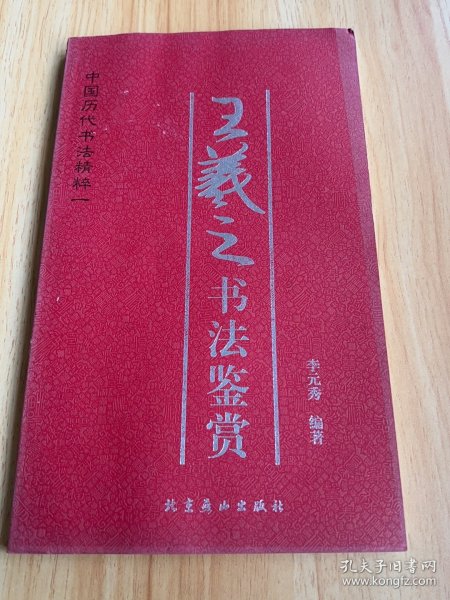 中国历代书法精粹一
王羲之书法鉴赏
李元秀 编著
北京燕山出版社
孔夫子旧书网
www.kongfz.com